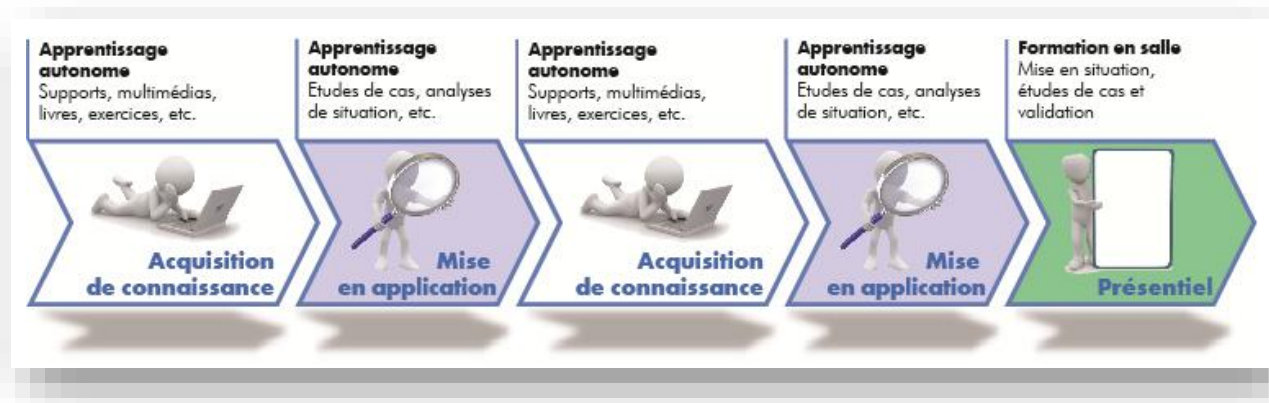 Apprentissage
autonome
Supports, multimédias,
livres, exercices, etc.
Acquisition
de connaissance
Apprentissage
autonome
Etudes de cas, analyses
de situation, etc.
Mise
en application
Apprentissage
autonome
Supports, multimédias,
livres, exercices, etc.
Acquisition
de connaissance
Apprentissage
autonome
Etudes de cas, analyses
de situation, etc.
Mise
en application
Formation en salle
Mise en situation,
études de cas et
validation
Présentiel